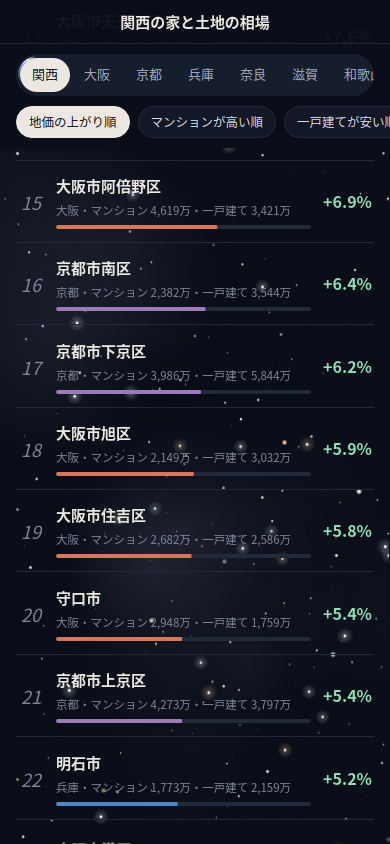 関西の家と土地の相場
+7.6%
関西 大阪 京都 兵庫 奈良 滋賀 和歌
地価の上がり順 マンションが高い順 一戸建てが安い
15 大阪市阿倍野区 +6.9%
大阪・マンション 4,619万・一戸建て 3,421万
16 京都市南区 +6.4%
京都・マンション 2,382万・一戸建て 3,544万
17 京都市下京区 +6.2%
京都・マンション 3,986万・一戸建て 5,844万
18 大阪市旭区 +5.9%
大阪・マンション 2,149万・一戸建て 3,032万
19 大阪市住吉区 +5.8%
大阪・マンション 2,682万・一戸建て 2,586万
20 守口市 +5.4%
大阪・マンション 2,948万・一戸建て 1,759万
21 京都市上京区 +5.4%
京都・マンション 4,273万・一戸建て 3,797万
22 明石市 +5.2%
兵庫・マンション 1,773万・一戸建て 2,159万